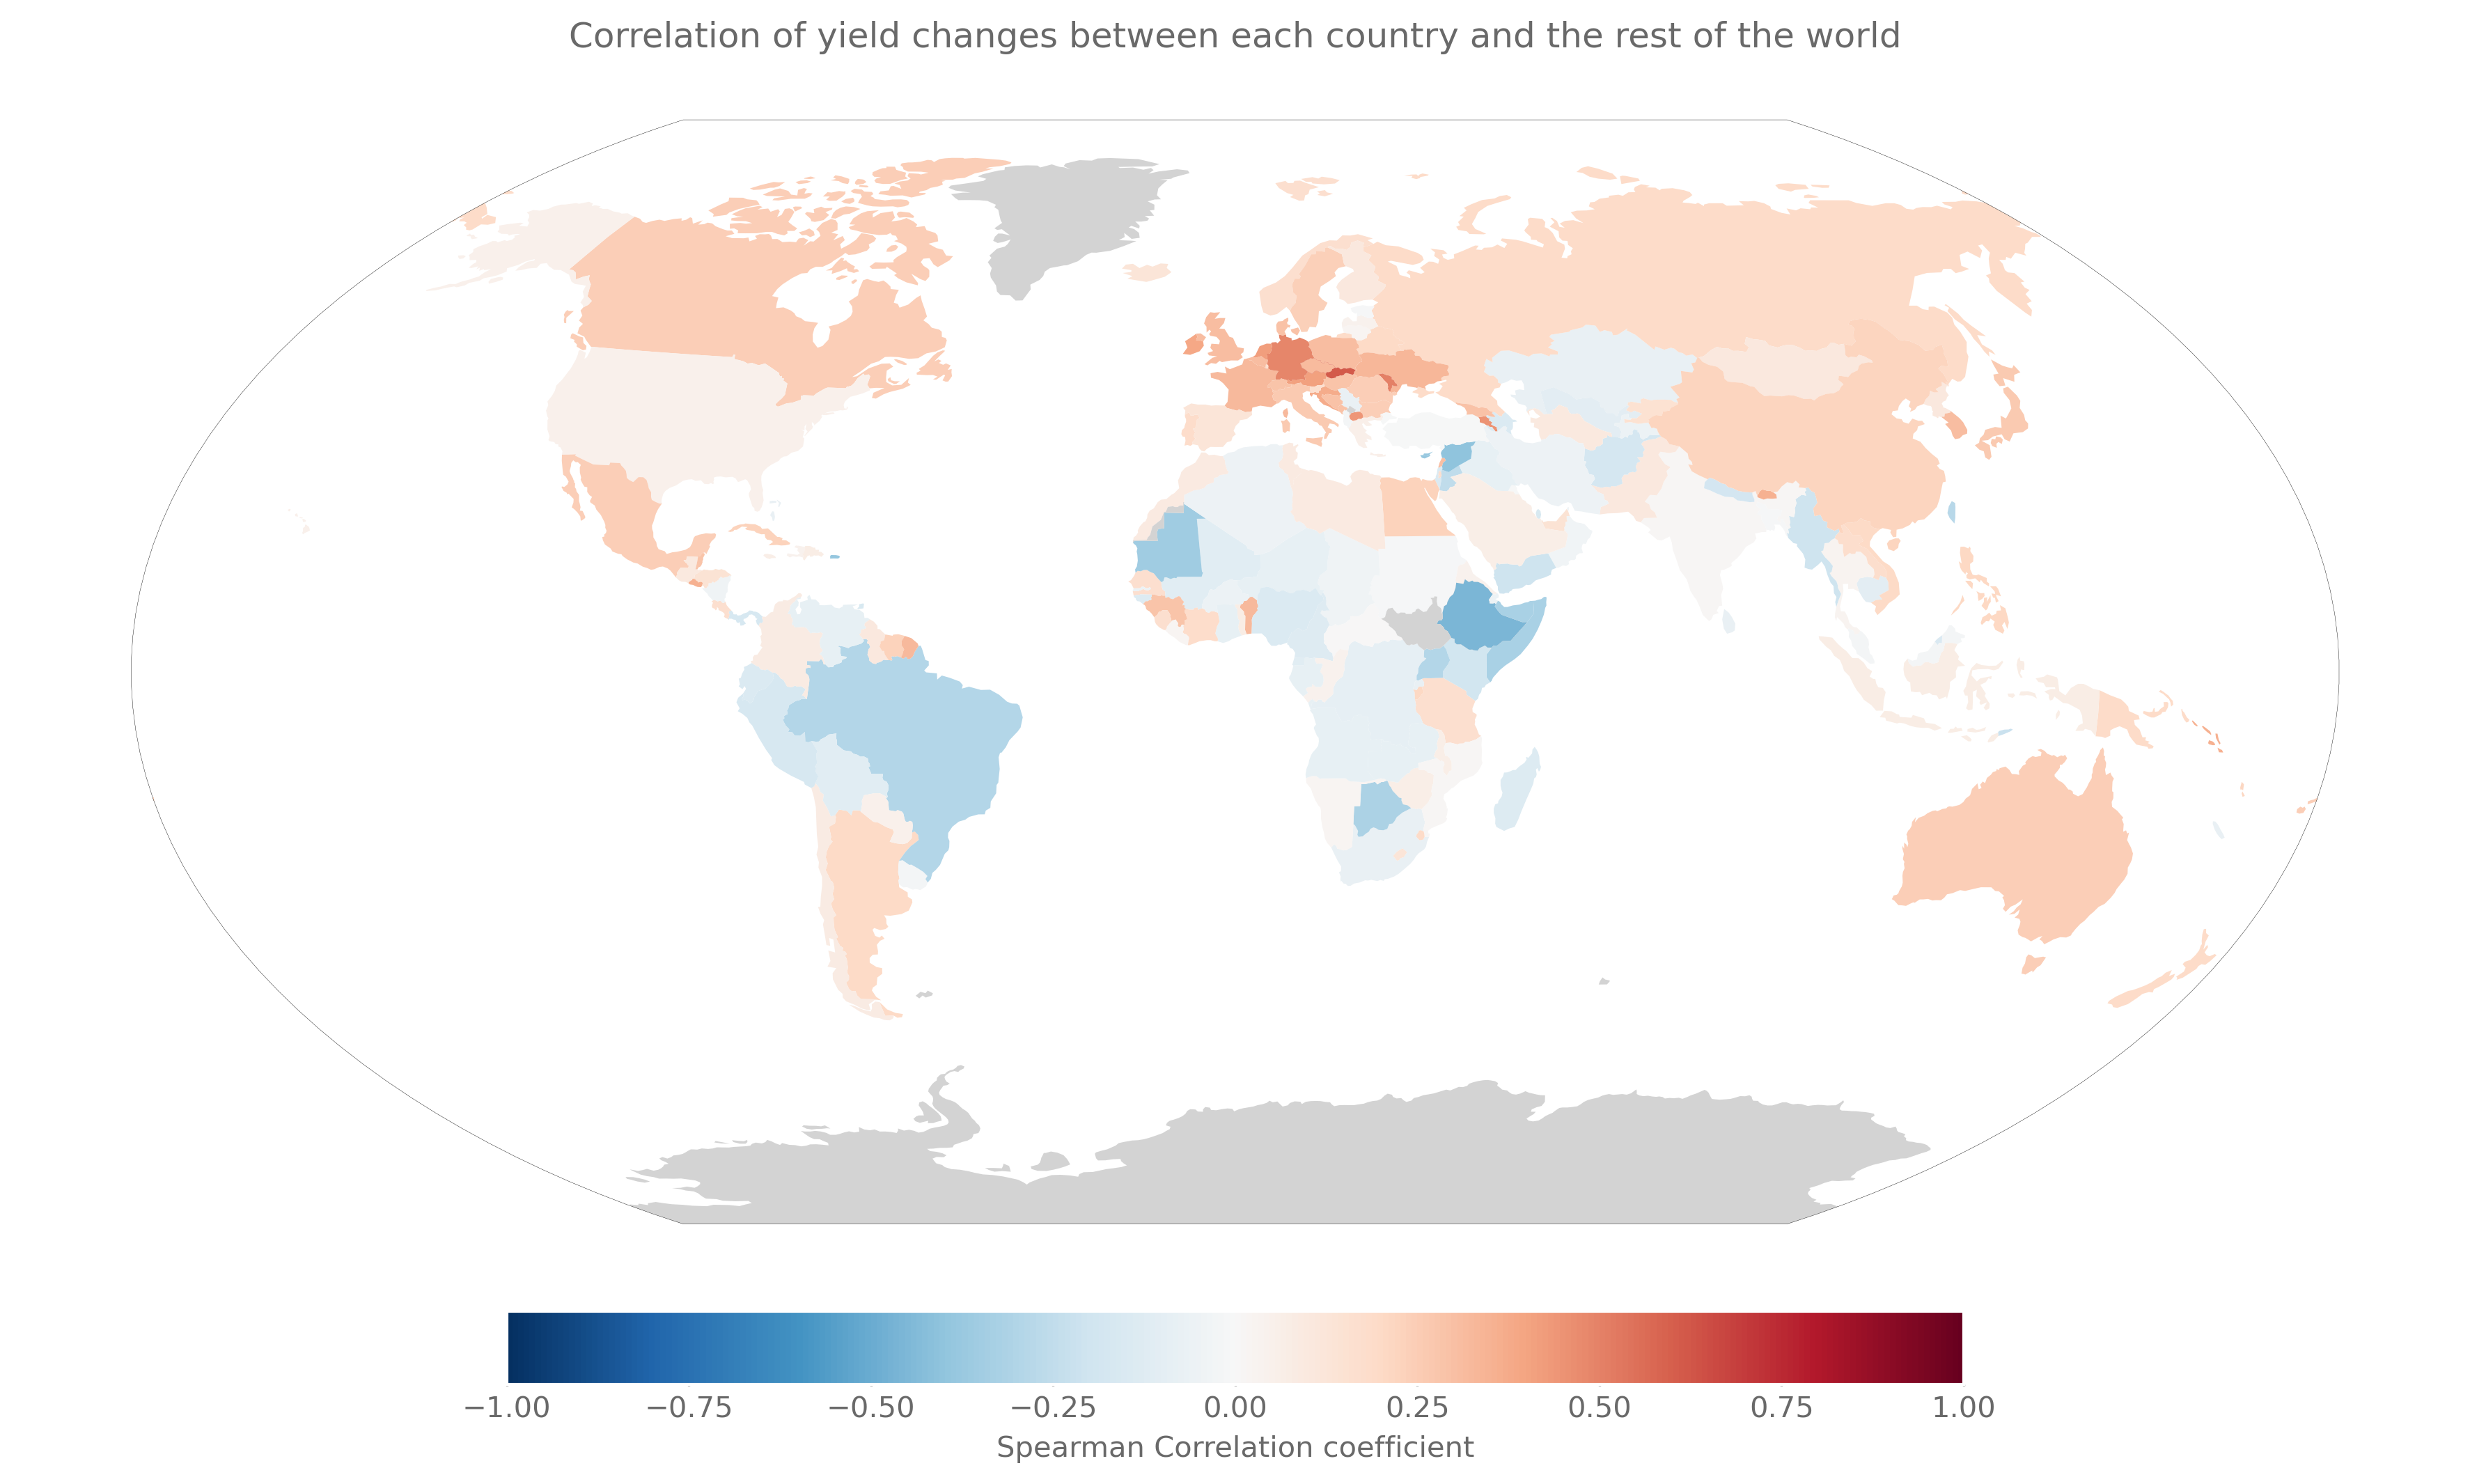 Correlation of yield changes between each country and the rest of the world
−1.00 −0.75 −0.50 −0.25 0.00 0.25 0.50 0.75 1.00
Spearman Correlation coefficient